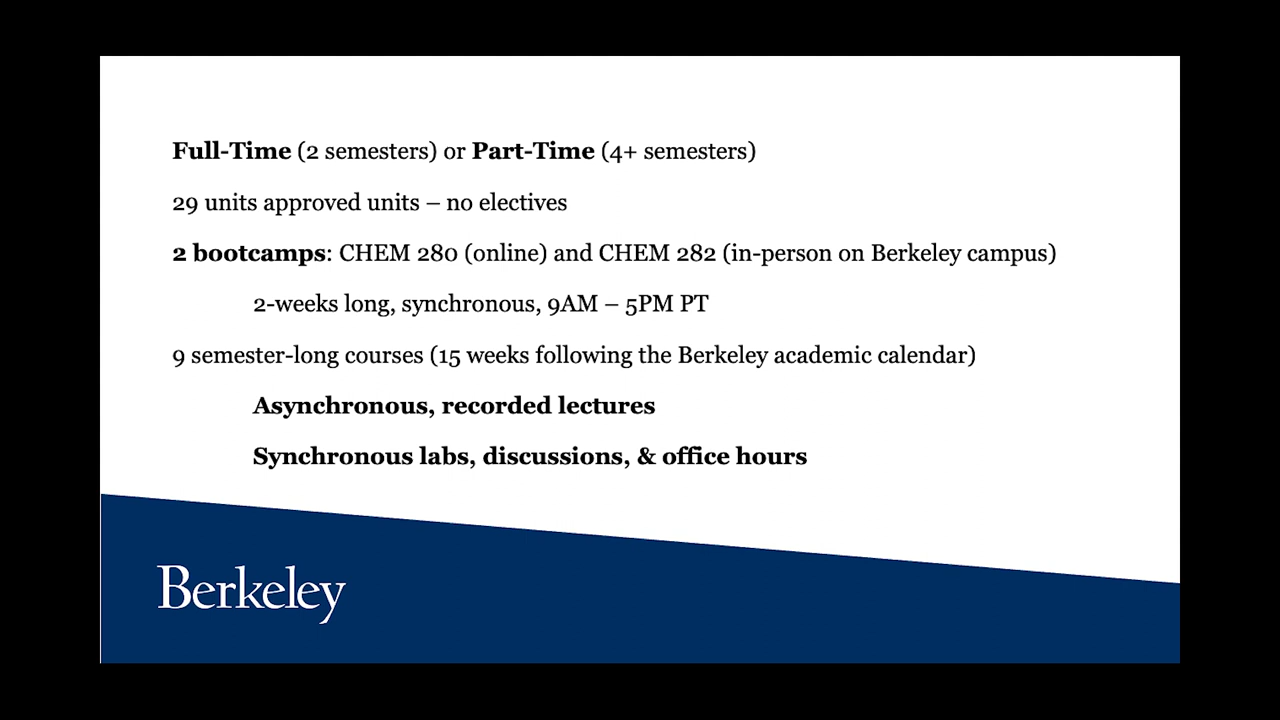 Full-Time (2 semesters) or Part-Time (4+ semesters)
29 units approved units – no electives
2 bootcamps: CHEM 280 (online) and CHEM 282 (in-person on Berkeley campus)
2-weeks long, synchronous, 9AM – 5PM PT
9 semester-long courses (15 weeks following the Berkeley academic calendar)
Asynchronous, recorded lectures
Synchronous labs, discussions, & office hours
Berkeley